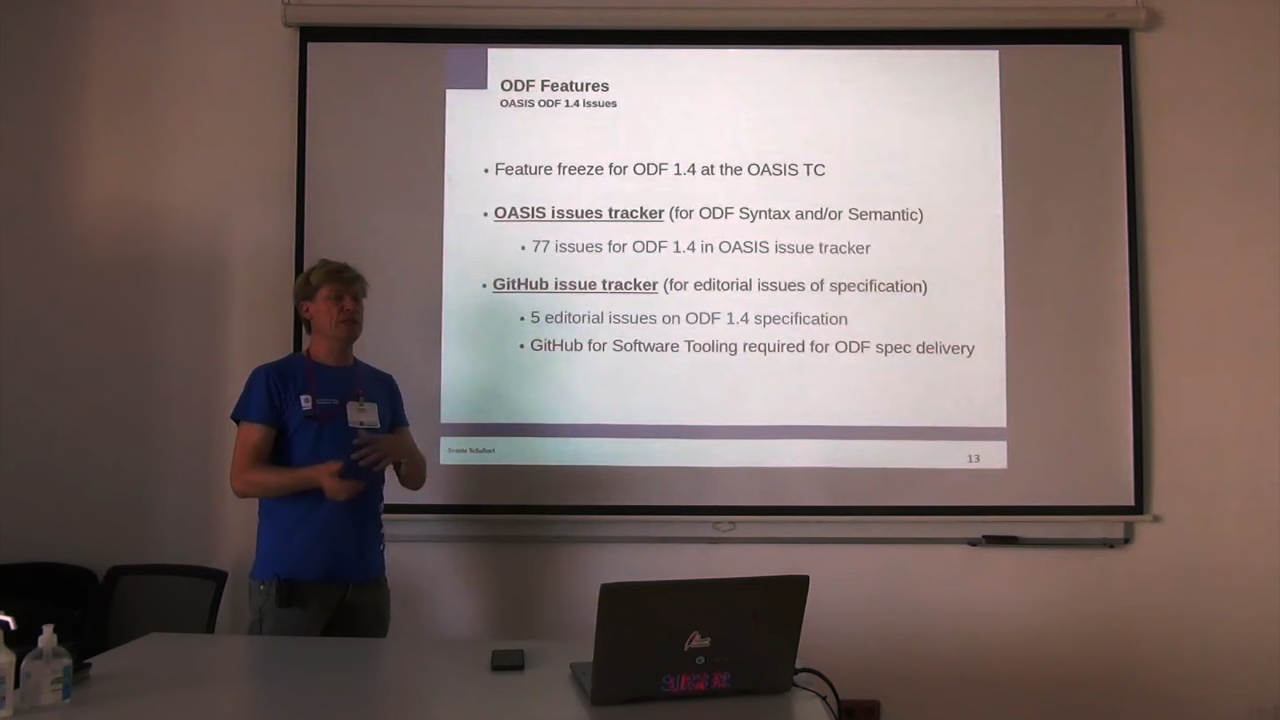 ODF Features
OASIS ODF 1.4 issues
• Feature freeze for ODF 1.4 at the OASIS TC
• OASIS issues tracker (for ODF Syntax and/or Semantic)
• 77 issues for ODF 1.4 in OASIS issue tracker
• GitHub issue tracker (for editorial issues of specification)
• 5 editorial issues on ODF 1.4 specification
• GitHub for Software Tooling required for ODF spec delivery
Svante Schubert
13